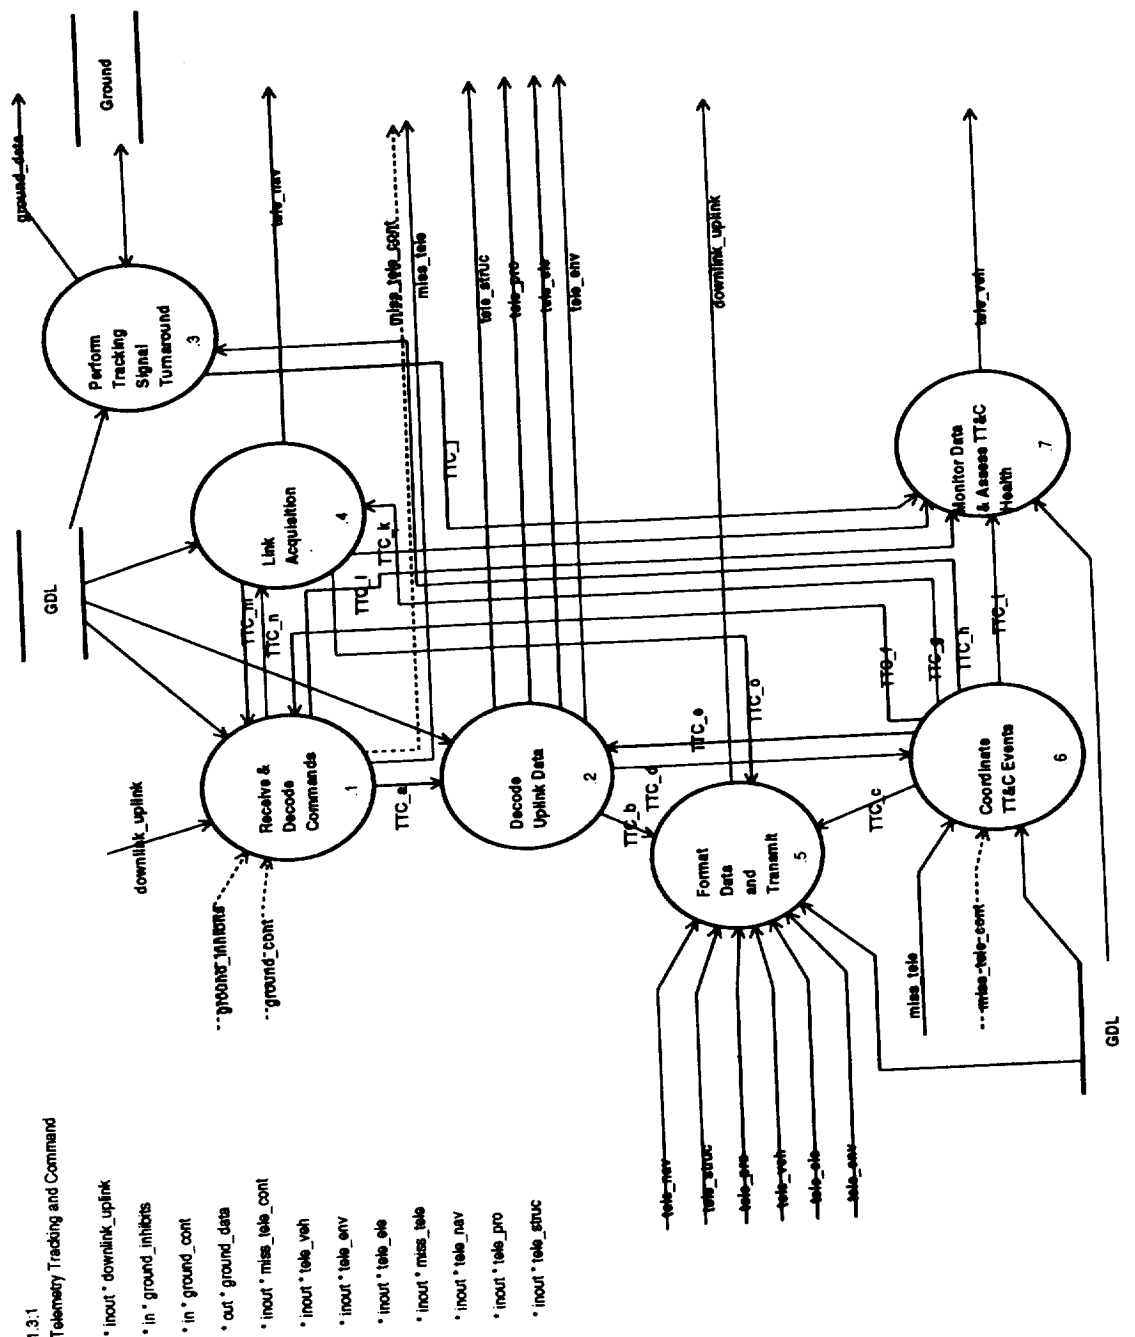 1.3:1
Telemetry Tracking and Command
* inout * downlink_uplink
* in * ground_inhibits
* in * ground_cont
* out * ground_data
* inout * miss_tele_cont
* inout * tele_veh
* inout * tele_env
* inout * tele_ele
* inout * miss_tele
* inout * tele_nav
* inout * tele_pro
* inout * tele_struc
GDL
Ground
ground_data
Perform
Tracking
Signal
Turnaround
.3
Link
Acquisition
.4
tele_nav
miss_tele_cont
miss_tele
downlink_uplink
ground_inhibits
ground_cont
Receive &
Decode
Commands
.1
TTC_m
TTC_n
TTC_l
TTC_k
TTC_j
TTC_a
Decode
Uplink Data
.2
tele_struc
tele_pro
tele_ele
tele_env
TTC_b
TTC_d
TTC_e
TTC_o
Format
Data
and
Transmit
.5
downlink_uplink
tele_nav
tele_struc
tele_pro
tele_veh
tele_ele
tele_env
TTC_c
TTC_f
TTC_g
TTC_h
TTC_i
Coordinate
TT&C Events
.6
miss_tele
miss_tele_cont
Monitor Data
& Assess TT&C
Health
.7
tele_veh
GDL